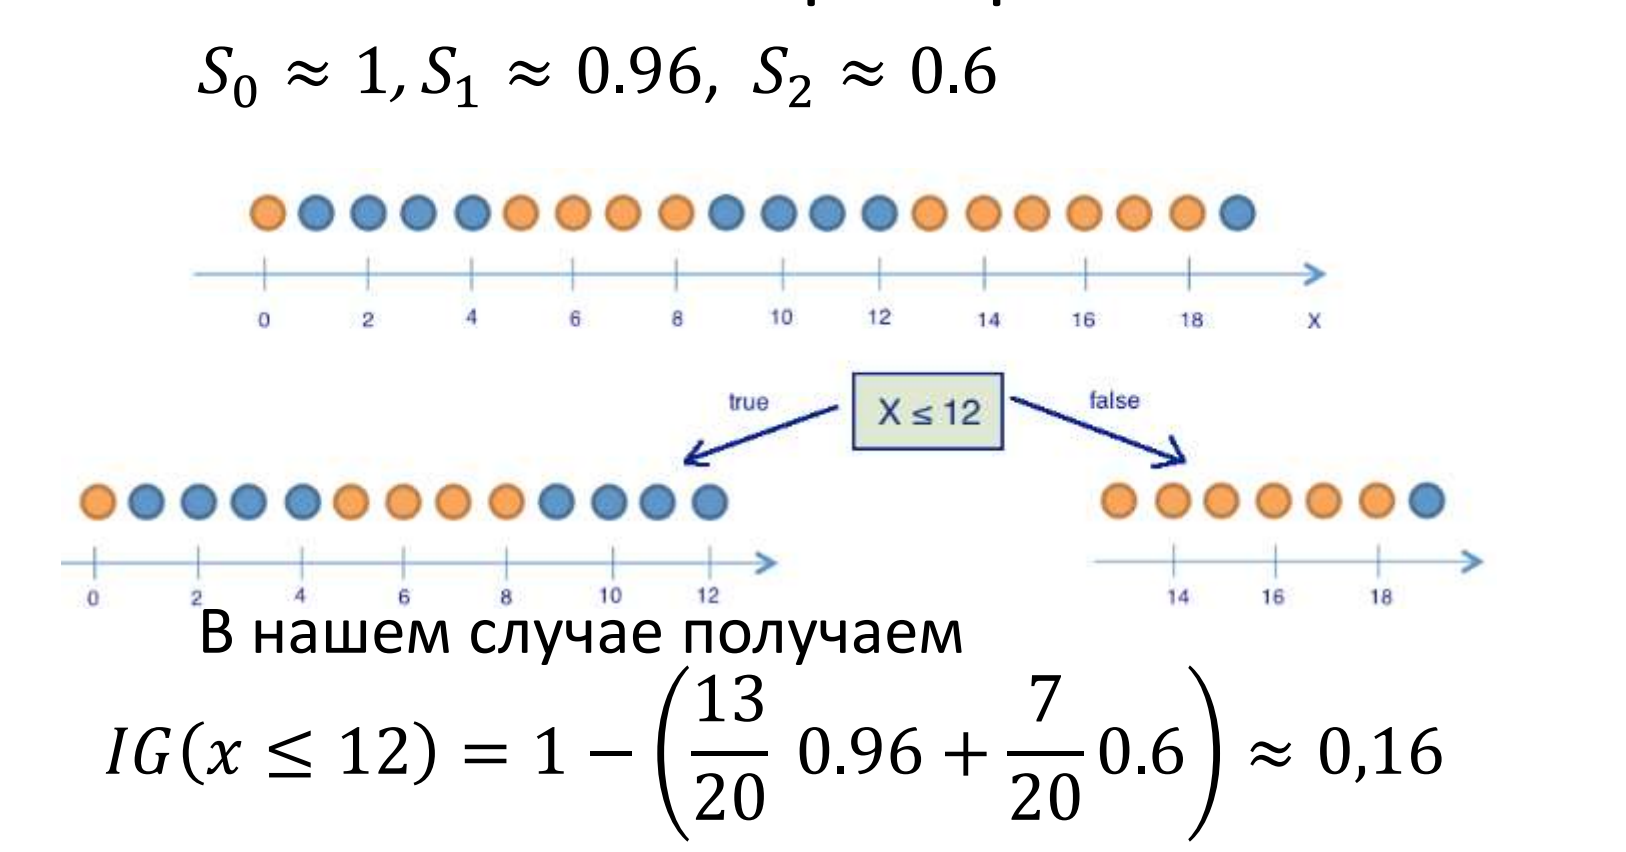 S₀ ≈ 1, S₁ ≈ 0.96, S₂ ≈ 0.6
0 2 4 6 8 10 12 14 16 18 X
true X ≤ 12 false
0 2 4 6 8 10 12 14 16 18
В нашем случае получаем
IG(x ≤ 12) = 1 − (13/20 0.96 + 7/20 0.6) ≈ 0,16